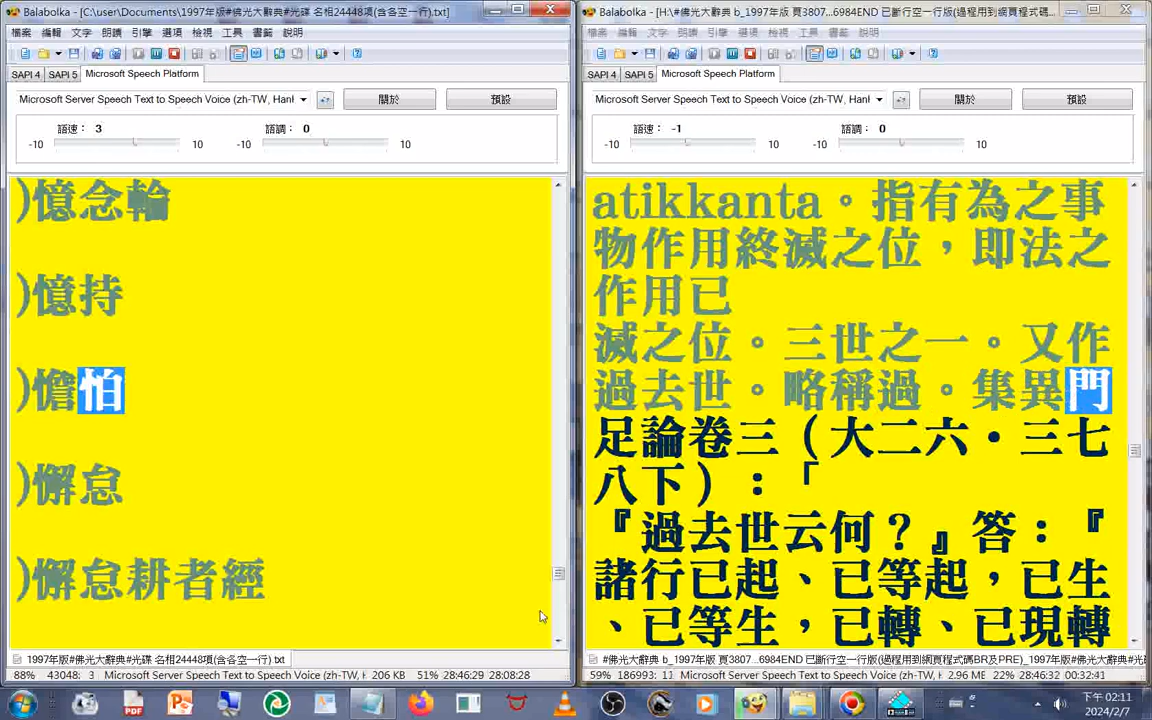 Balabolka - [C:\user\Documents\1997年版#佛光大辭典#光碟 名相24448項(含各空一行).txt]
檔案 編輯 文字 朗讀 引擎 選項 檢視 工具 書籤 說明
SAPI 4 SAPI 5 Microsoft Speech Platform
Microsoft Server Speech Text to Speech Voice (zh-TW, Hanl
關於 預設
語速： 3 語調： 0
-10 10 -10 10
)憶念輪
)憶持
)憺怕
)懈怠
)懈怠耕者經
1997年版#佛光大辭典#光碟 名相24448項(含各空一行).txt
88% 43048: 3 Microsoft Server Speech Text to Speech Voice (zh-TW, H 206 KB 51% 28:46:29 28:08:28
Balabolka - [H:\#佛光大辭典 b_1997年版 頁3807...6984END 已斷行空一行版(過程用到網頁程式碼...
檔案 編輯 文字 朗讀 引擎 選項 檢視 工具 書籤 說明
SAPI 4 SAPI 5 Microsoft Speech Platform
Microsoft Server Speech Text to Speech Voice (zh-TW, Hanl
關於 預設
語速： -1 語調： 0
-10 10 -10 10
atikkanta。指有為之事
物作用終滅之位，即法之
作用已
滅之位。三世之一。又作
過去世。略稱過。集異門
足論卷三（大二六·三七
八下）：「
『過去世云何？』答：『
諸行已起、已等起，已生
、已等生，已轉、已現轉
#佛光大辭典 b_1997年版 頁3807...6984END 已斷行空一行版(過程用到網頁程式碼BR及PRE)_1997年版#光
59% 186993: 11 Microsoft Server Speech Text to Speech Voice (zh-TW, H 2.96 MB 22% 28:46:32 00:32:41
下午 02:11
2024/2/7